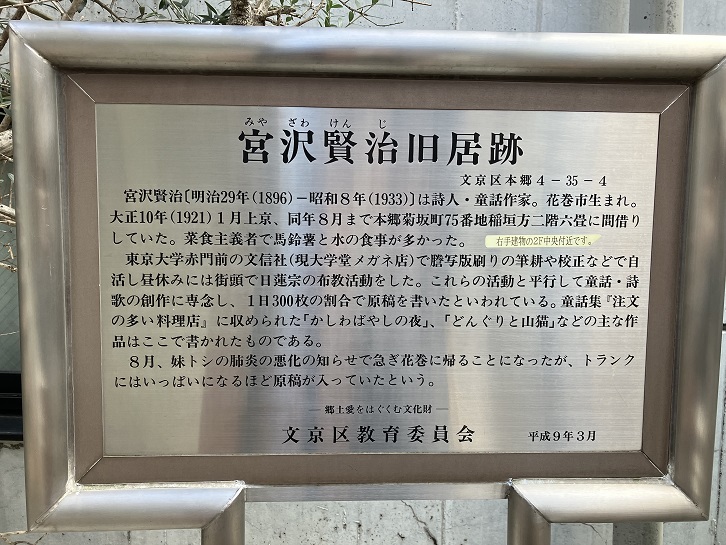 みや ざわ けん じ
宮沢賢治旧居跡
文京区本郷4-35-4
宮沢賢治〔明治29年(1896)-昭和8年(1933)〕は詩人・童話作家。花巻市生まれ。
大正10年(1921)1月上京、同年8月まで本郷菊坂町75番地稲垣方二階六畳に間借り
していた。菜食主義者で馬鈴薯と水の食事が多かった。 右手建物の2F中央付近です。
東京大学赤門前の文信社(現大学堂メガネ店)で謄写版刷りの筆耕や校正などで自
活し昼休みには街頭で日蓮宗の布教活動をした。これらの活動と平行して童話・詩
歌の創作に専念し、1日300枚の割合で原稿を書いたといわれている。童話集『注文
の多い料理店』に収められた「かしわばやしの夜」、「どんぐりと山猫」などの主な作
品はここで書かれたものである。
8月、妹トシの肺炎の悪化の知らせで急ぎ花巻に帰ることになったが、トランク
にはいっぱいになるほど原稿が入っていたという。
―郷土愛をはぐくむ文化財―
文京区教育委員会 平成9年3月